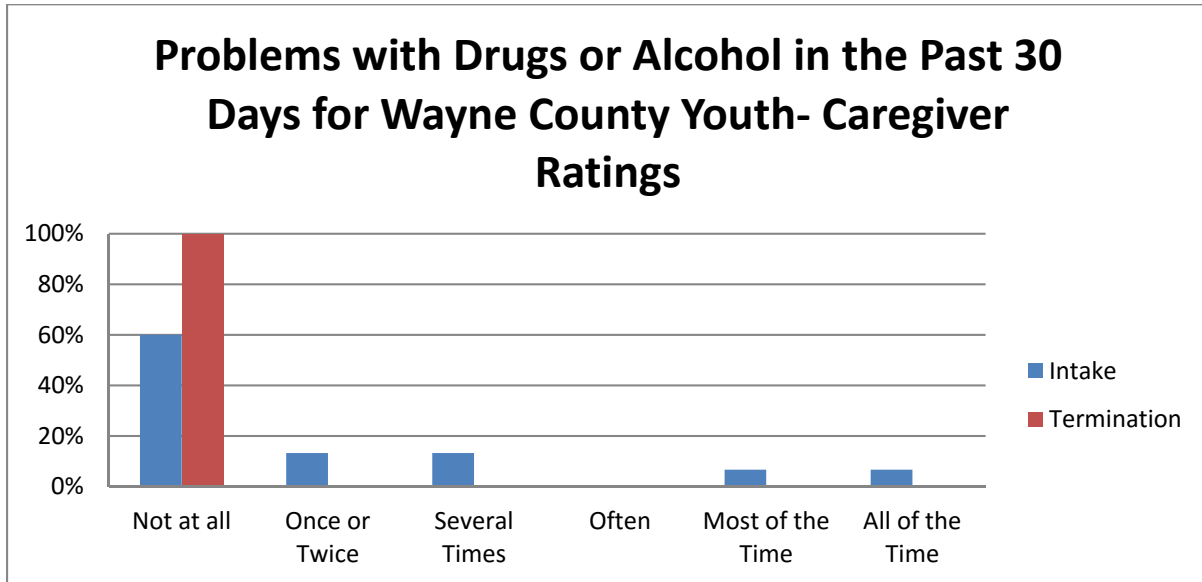 Problems with Drugs or Alcohol in the Past 30
Days for Wayne County Youth- Caregiver
Ratings
100%
80%
60%
40%
20%
0%
Not at all
Once or
Twice
Several
Times
Often
Most of the
Time
All of the
Time
Intake
Termination